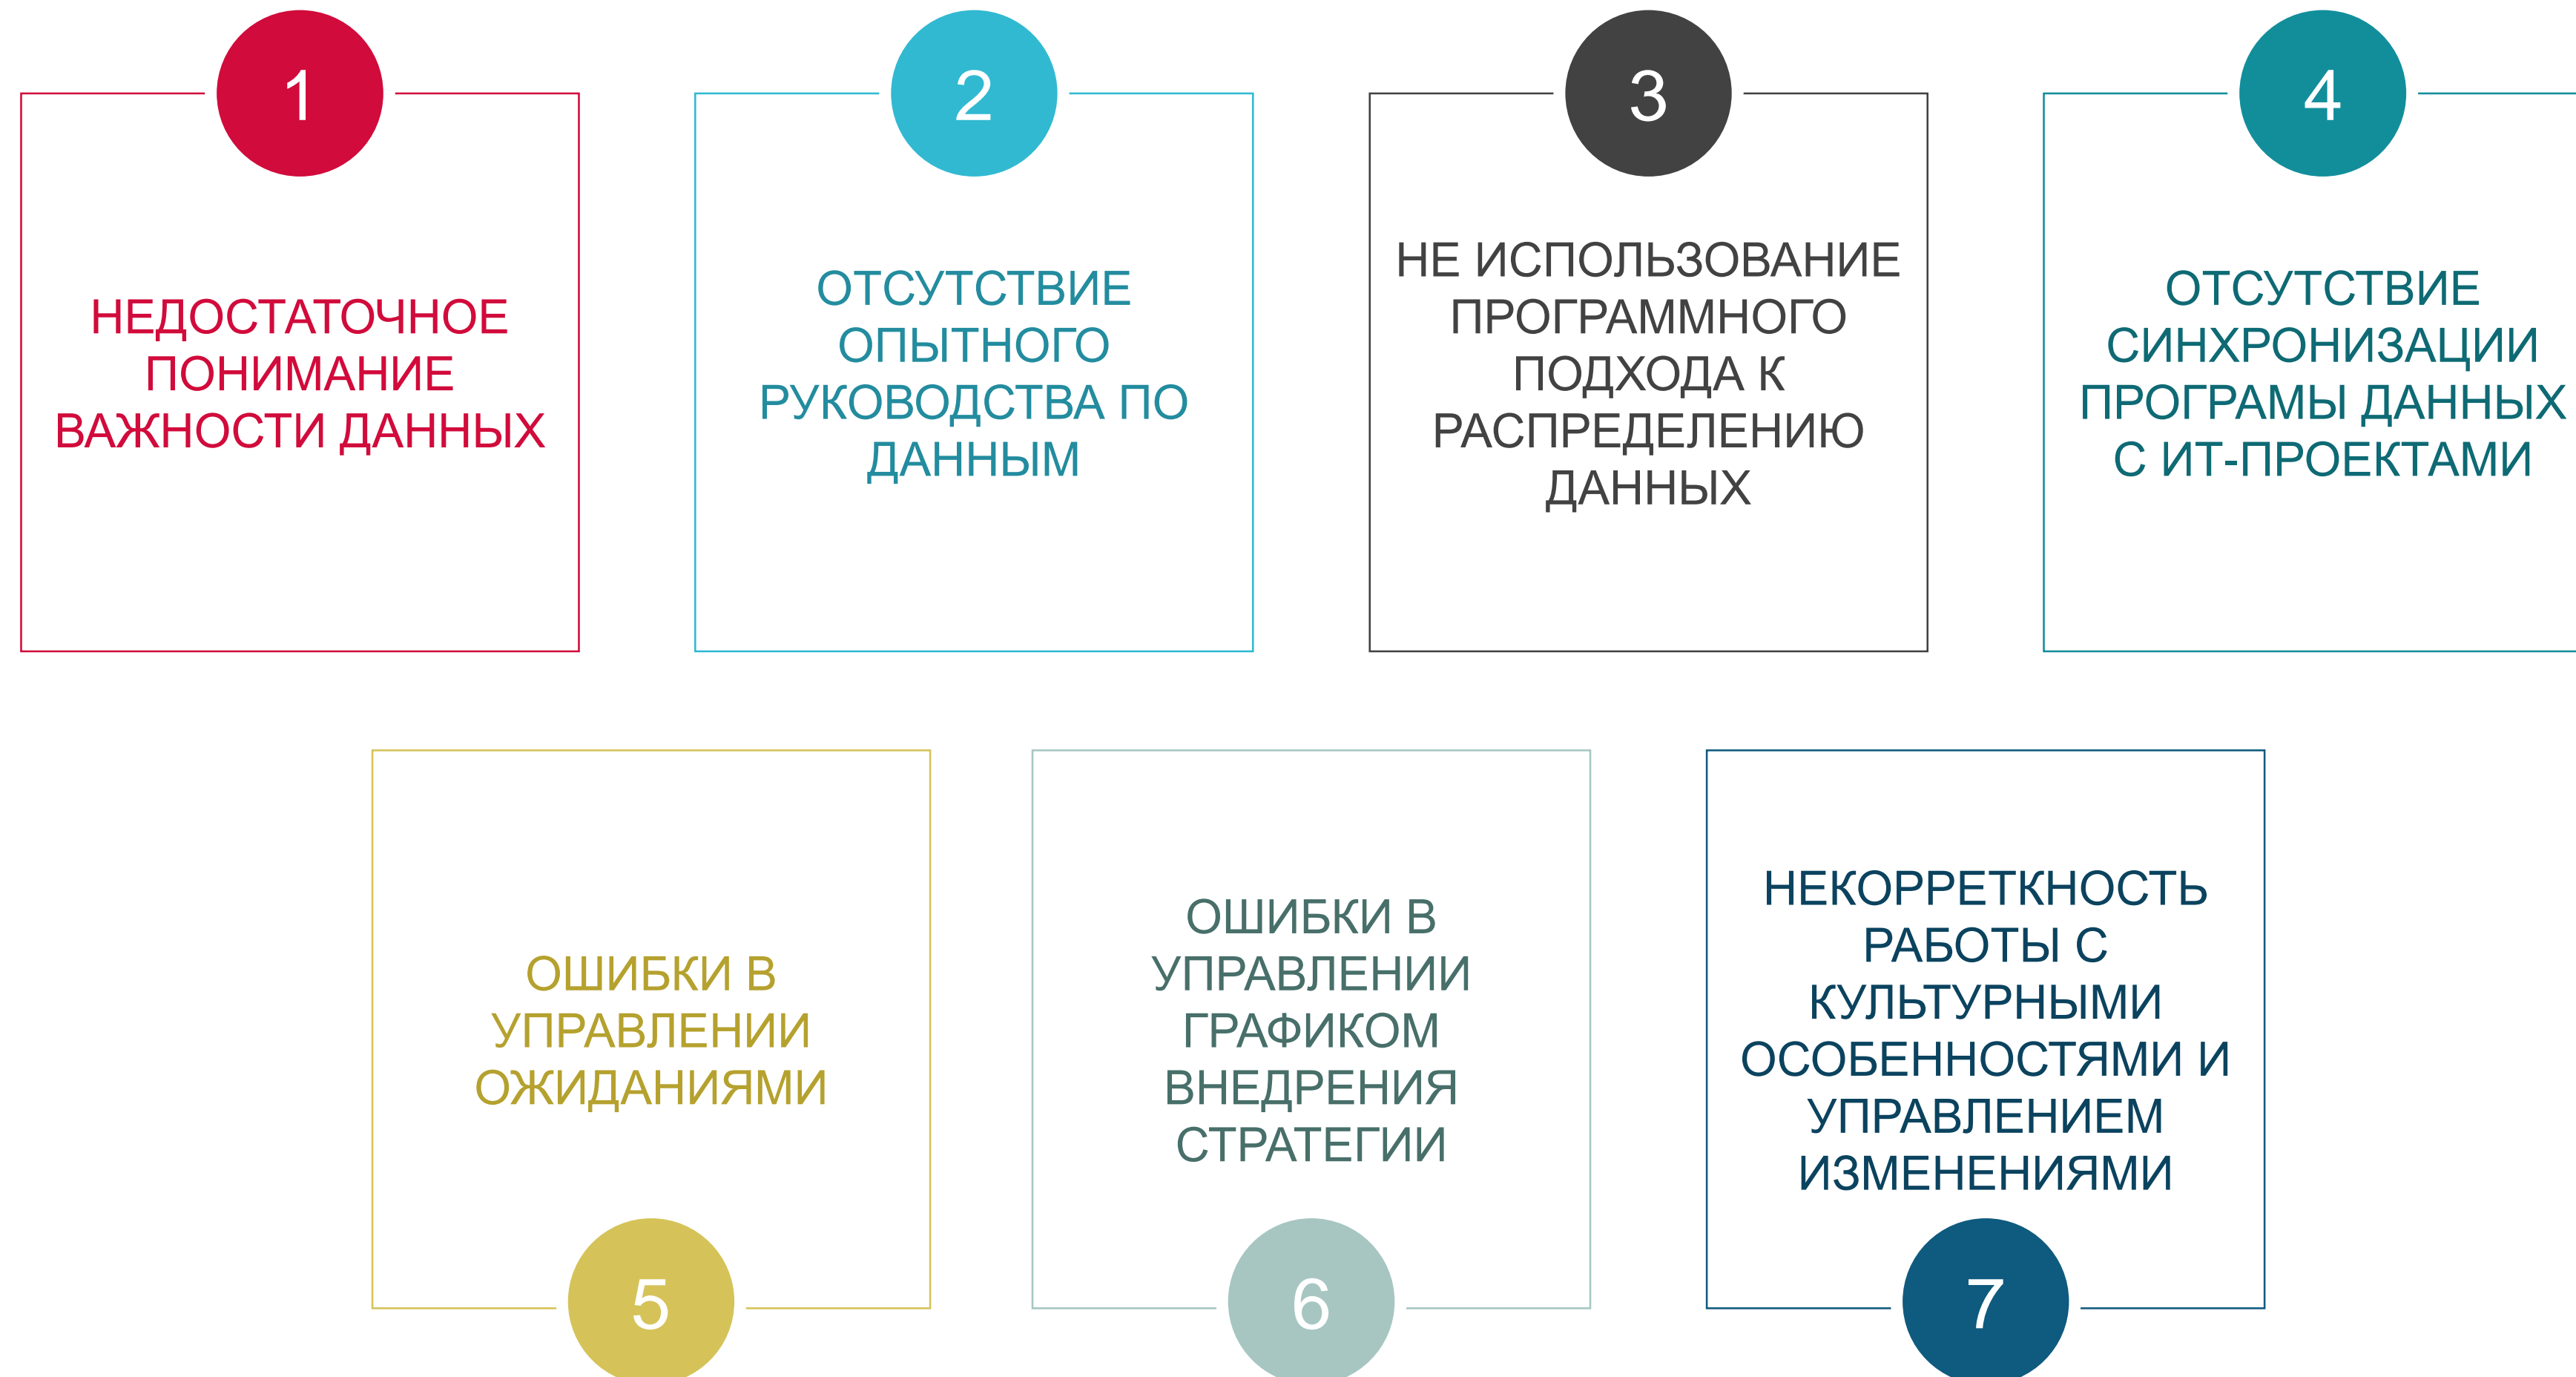 1
НЕДОСТАТОЧНОЕ
ПОНИМАНИЕ
ВАЖНОСТИ ДАННЫХ
2
ОТСУТСТВИЕ
ОПЫТНОГО
РУКОВОДСТВА ПО
ДАННЫМ
3
НЕ ИСПОЛЬЗОВАНИЕ
ПРОГРАММНОГО
ПОДХОДА К
РАСПРЕДЕЛЕНИЮ
ДАННЫХ
4
ОТСУТСТВИЕ
СИНХРОНИЗАЦИИ
ПРОГРАМЫ ДАННЫХ
С ИТ-ПРОЕКТАМИ
ОШИБКИ В
УПРАВЛЕНИИ
ОЖИДАНИЯМИ
5
ОШИБКИ В
УПРАВЛЕНИИ
ГРАФИКОМ
ВНЕДРЕНИЯ
СТРАТЕГИИ
6
НЕКОРРЕТКНОСТЬ
РАБОТЫ С
КУЛЬТУРНЫМИ
ОСОБЕННОСТЯМИ И
УПРАВЛЕНИЕМ
ИЗМЕНЕНИЯМИ
7